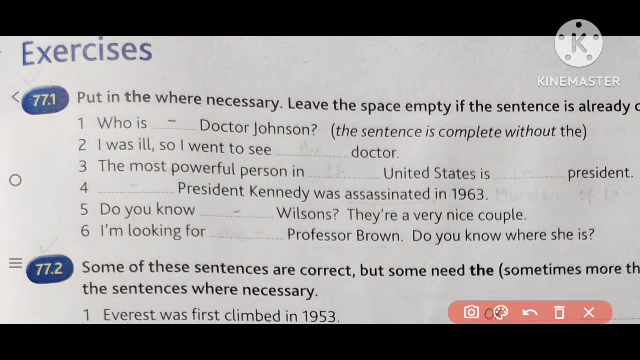 Exercises
K
KINEMASTER
77.1 Put in the where necessary. Leave the space empty if the sentence is already
1 Who is – Doctor Johnson? (the sentence is complete without the)
2 I was ill, so I went to see the doctor.
3 The most powerful person in United States is president.
4 – President Kennedy was assassinated in 1963.
5 Do you know – Wilsons? They're a very nice couple.
6 I'm looking for – Professor Brown. Do you know where she is?
77.2 Some of these sentences are correct, but some need the (sometimes more
the sentences where necessary.
1 Everest was first climbed in 1953.